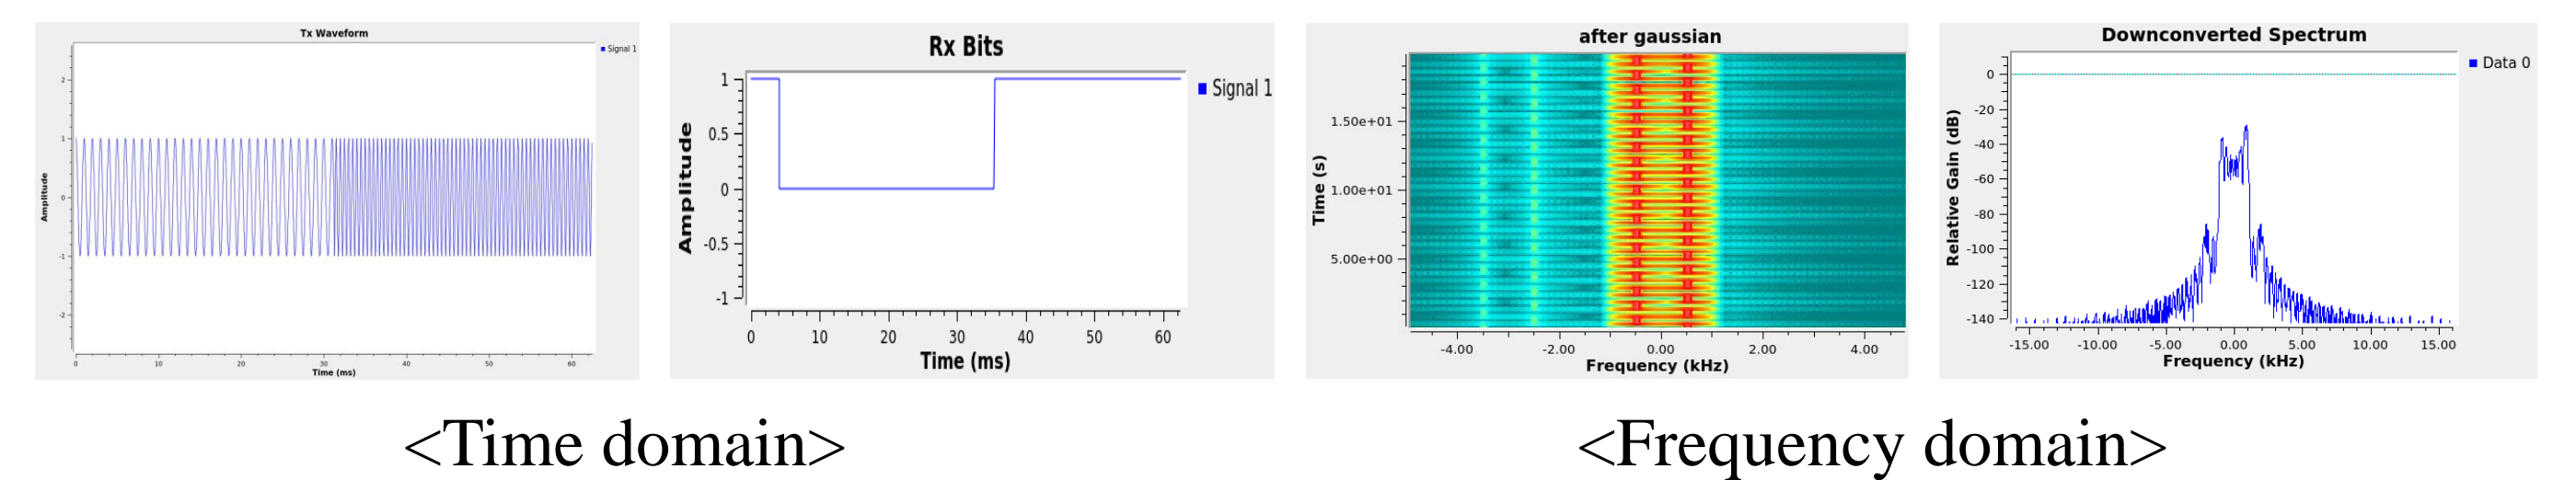 Tx Waveform
Signal 1
Amplitude
2
1
0
-1
-2
0
10
20
30
40
50
60
Time (ms)
Rx Bits
Signal 1
Amplitude
1
0.5
0
-0.5
-1
0
10
20
30
40
50
60
Time (ms)
after gaussian
Time (s)
1.50e+01
1.00e+01
5.00e+00
-4.00
-2.00
0.00
2.00
4.00
Frequency (kHz)
Downconverted Spectrum
Data 0
Relative Gain (dB)
0
-20
-40
-60
-80
-100
-120
-140
-15.00
-10.00
-5.00
0.00
5.00
10.00
15.00
Frequency (kHz)
<Time domain>
<Frequency domain>